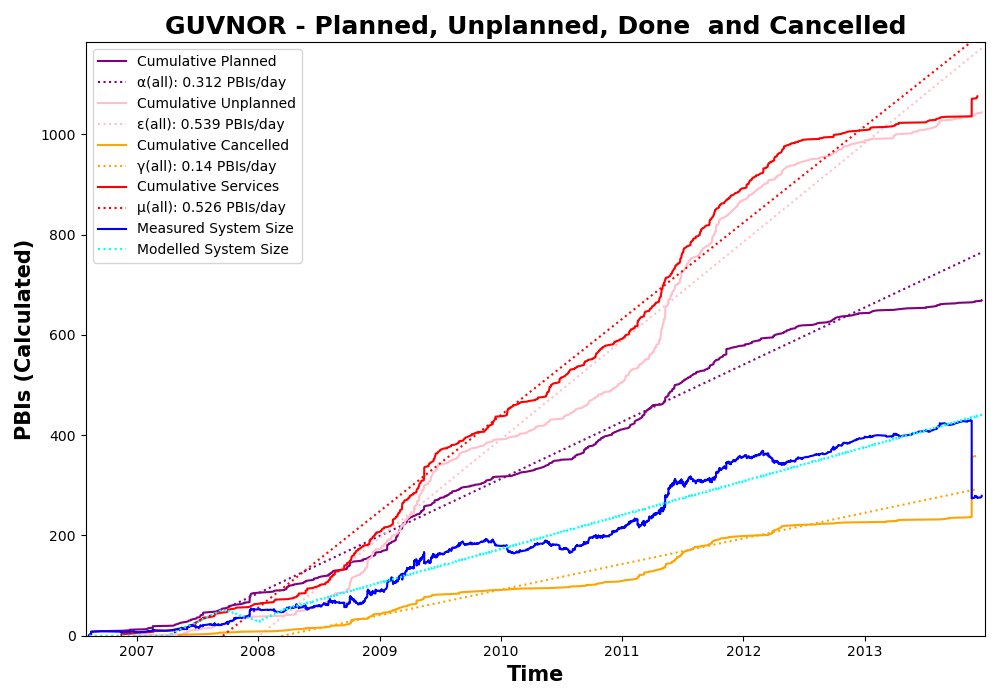 GUVNOR - Planned, Unplanned, Done  and Cancelled
Cumulative Planned
α(all): 0.312 PBIs/day
Cumulative Unplanned
ε(all): 0.539 PBIs/day
Cumulative Cancelled
γ(all): 0.14 PBIs/day
Cumulative Services
μ(all): 0.526 PBIs/day
Measured System Size
Modelled System Size
PBIs (Calculated)
1000
800
600
400
200
0
2007 2008 2009 2010 2011 2012 2013
Time